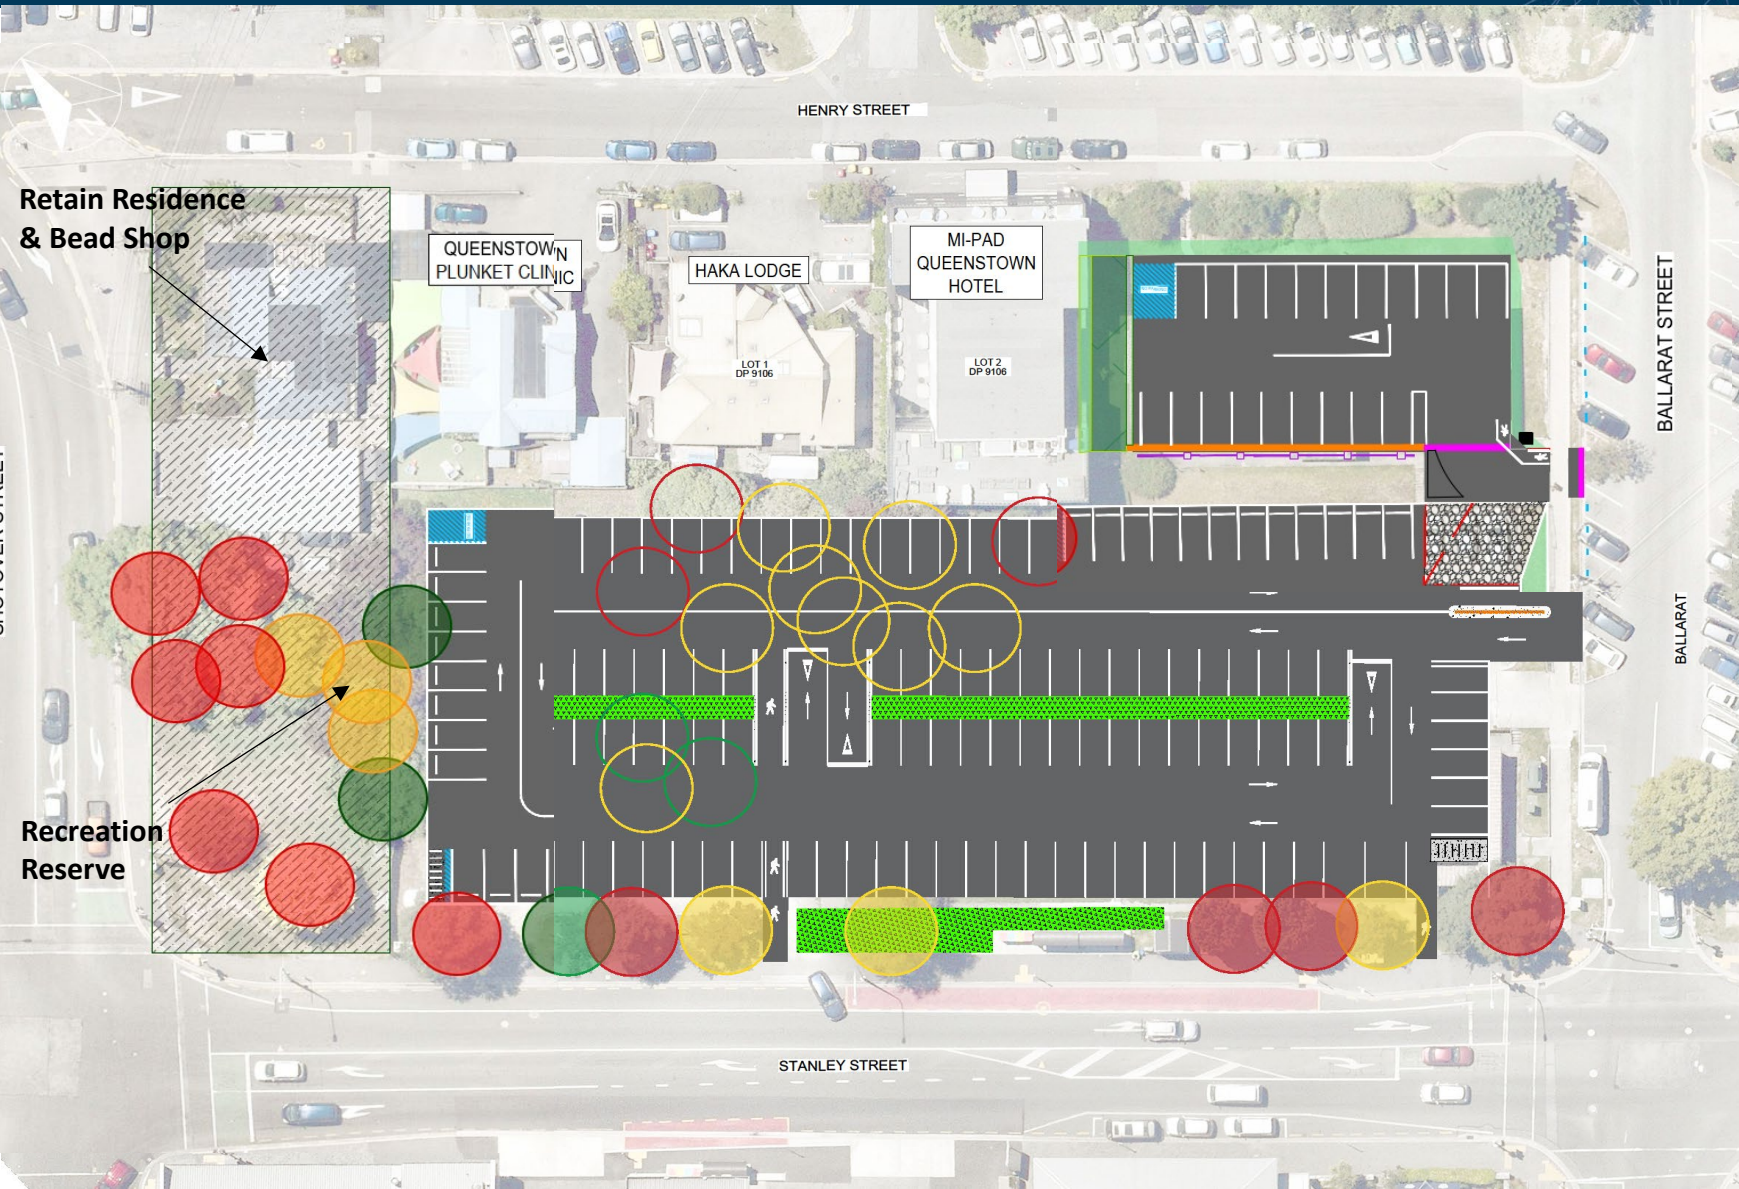 HENRY STREET
Retain Residence
& Bead Shop
QUEENSTOWN
PLUNKET CLINIC
HAKA LODGE
MI-PAD
QUEENSTOWN
HOTEL
LOT 1
DP 9106
LOT 2
DP 9106
BALLARAT STREET
BALLARAT
Recreation
Reserve
STANLEY STREET